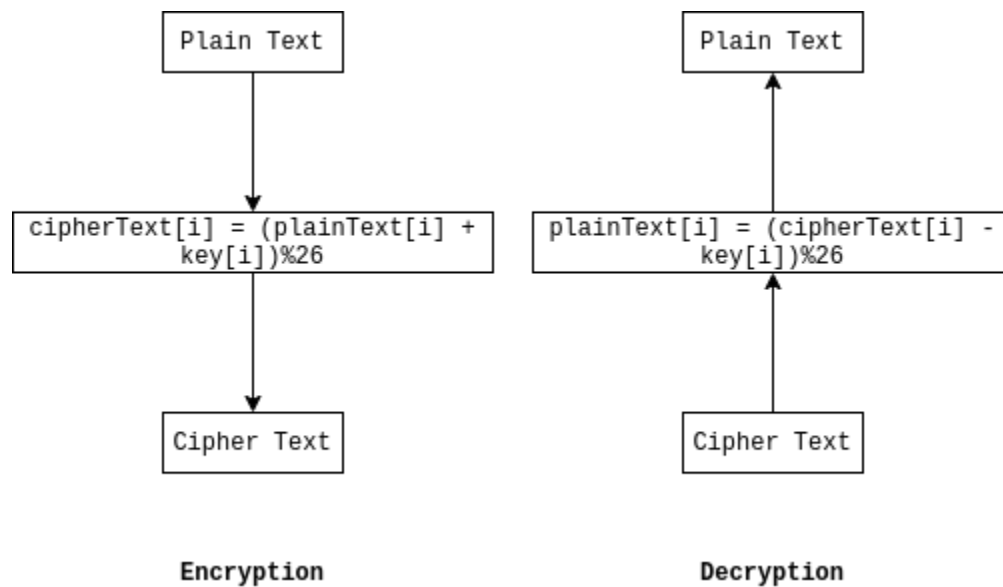 Plain Text
cipherText[i] = (plainText[i] +
key[i])%26
Cipher Text
Encryption
Plain Text
plainText[i] = (cipherText[i] -
key[i])%26
Cipher Text
Decryption